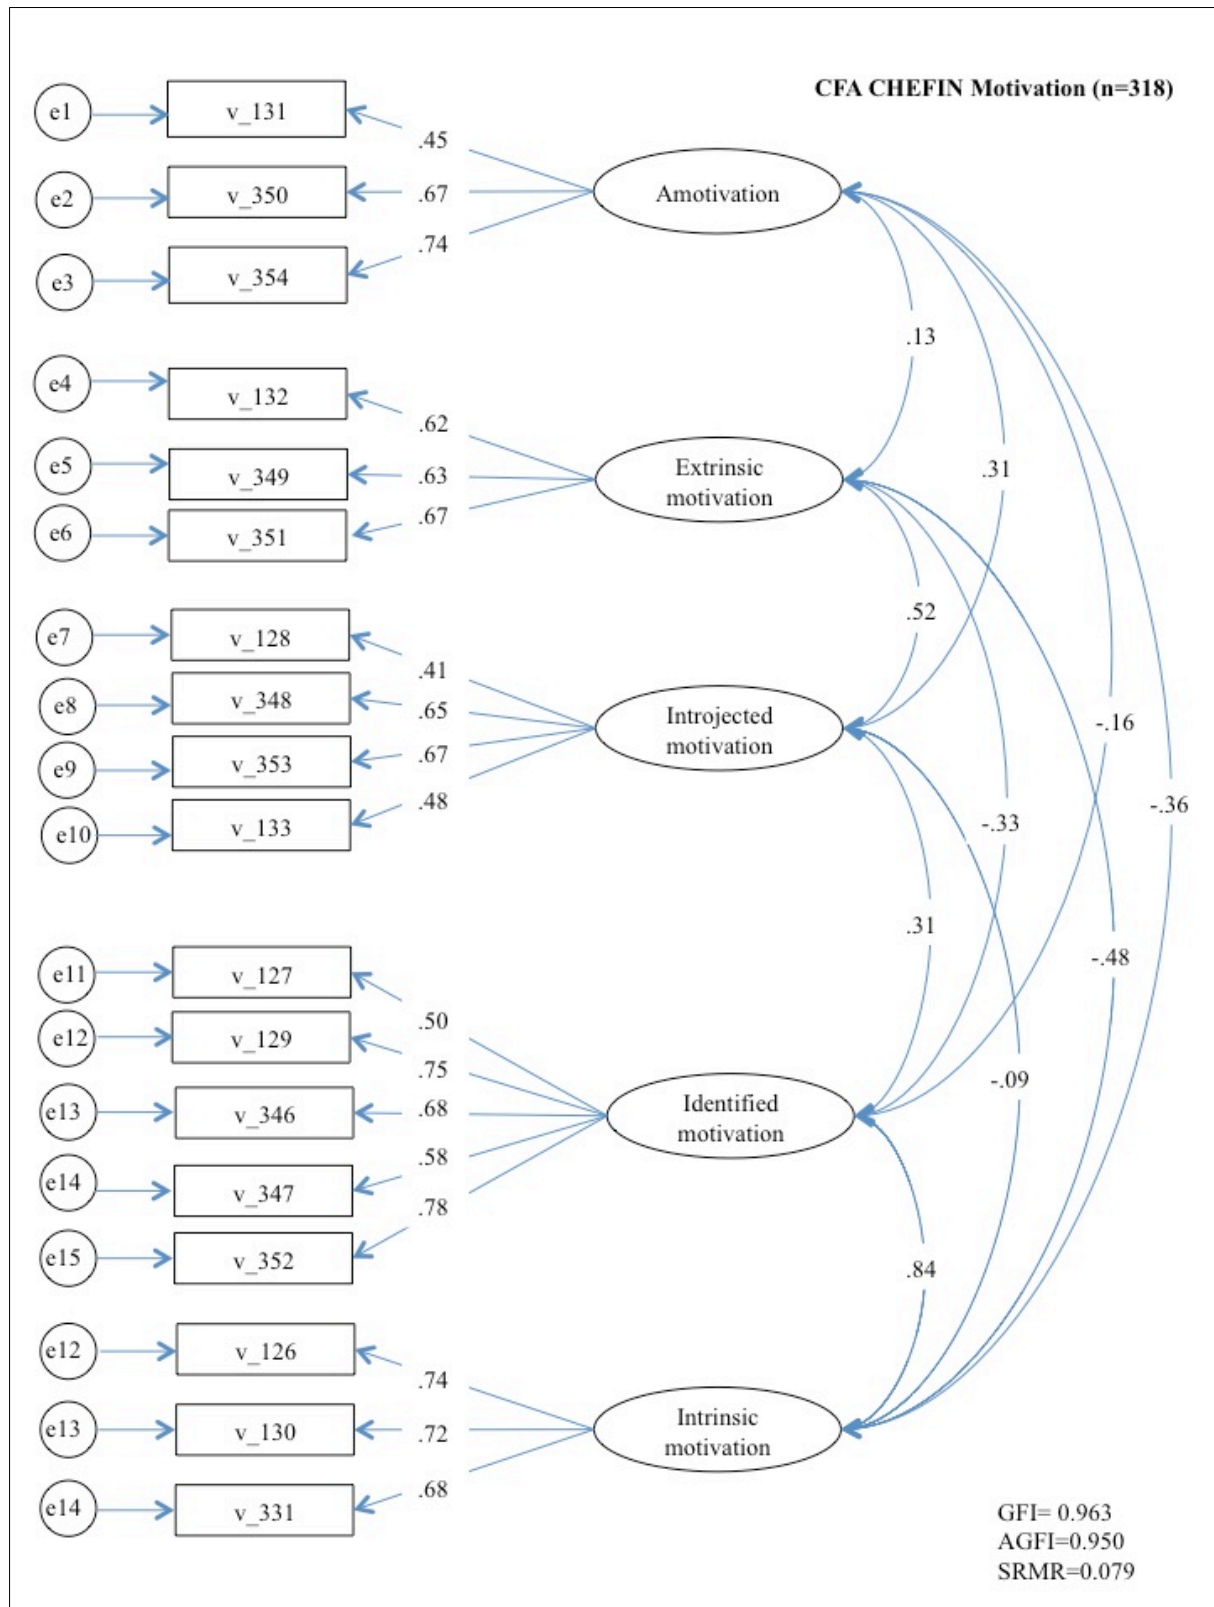 CFA CHEFIN Motivation (n=318)
e1
v_131
.45
e2
v_350
.67
Amotivation
e3
v_354
.74
.13
e4
v_132
.62
e5
v_349
.63
Extrinsic
motivation
.31
e6
v_351
.67
.52
e7
v_128
.41
e8
v_348
.65
Introjected
motivation
-.16
e9
v_353
.67
-.36
e10
v_133
.48
-.33
.31
-.48
e11
v_127
.50
e12
v_129
.75
-.09
e13
v_346
.68
Identified
motivation
e14
v_347
.58
e15
v_352
.78
.84
e12
v_126
.74
e13
v_130
.72
Intrinsic
motivation
e14
v_331
.68
GFI= 0.963
AGFI=0.950
SRMR=0.079